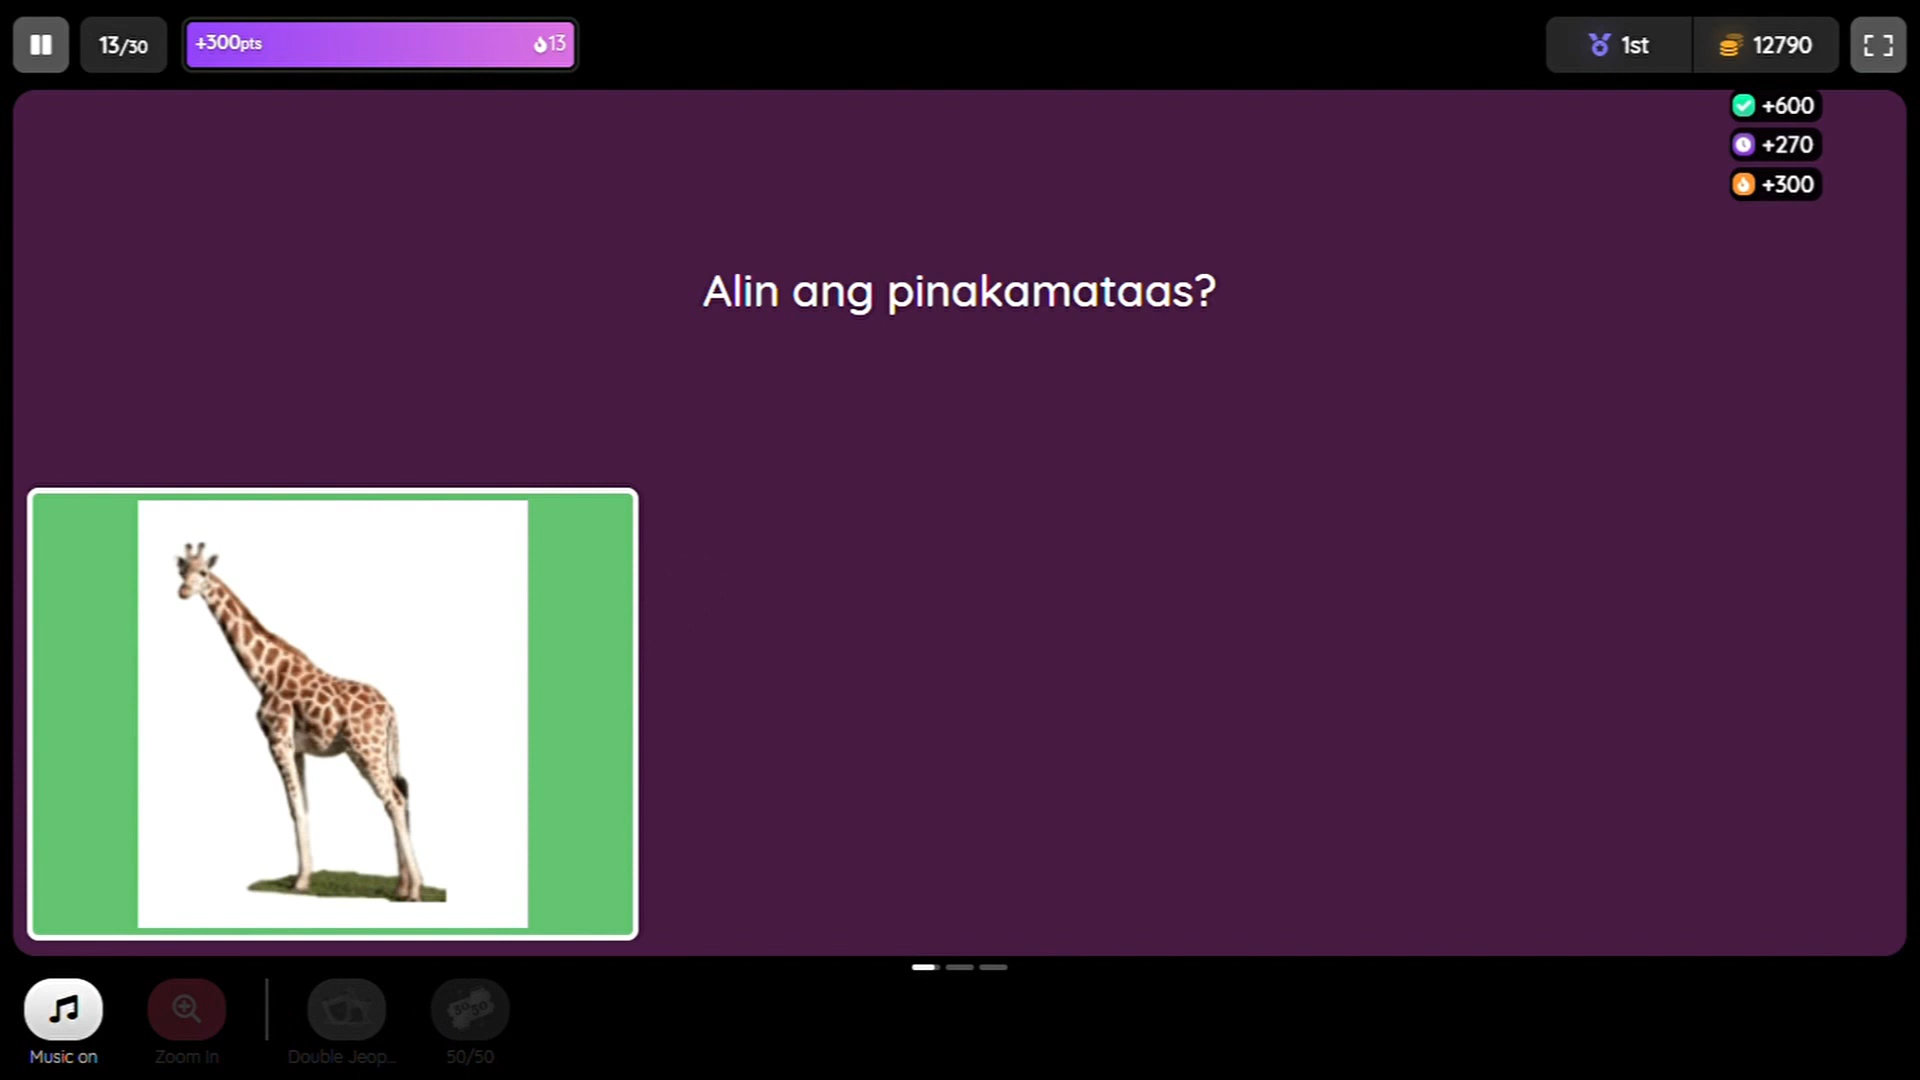 13/30
+300pts
13
1st
12790
+600
+270
+300
Alin ang pinakamataas?
Music on
Zoom In
Double Jeop...
50/50